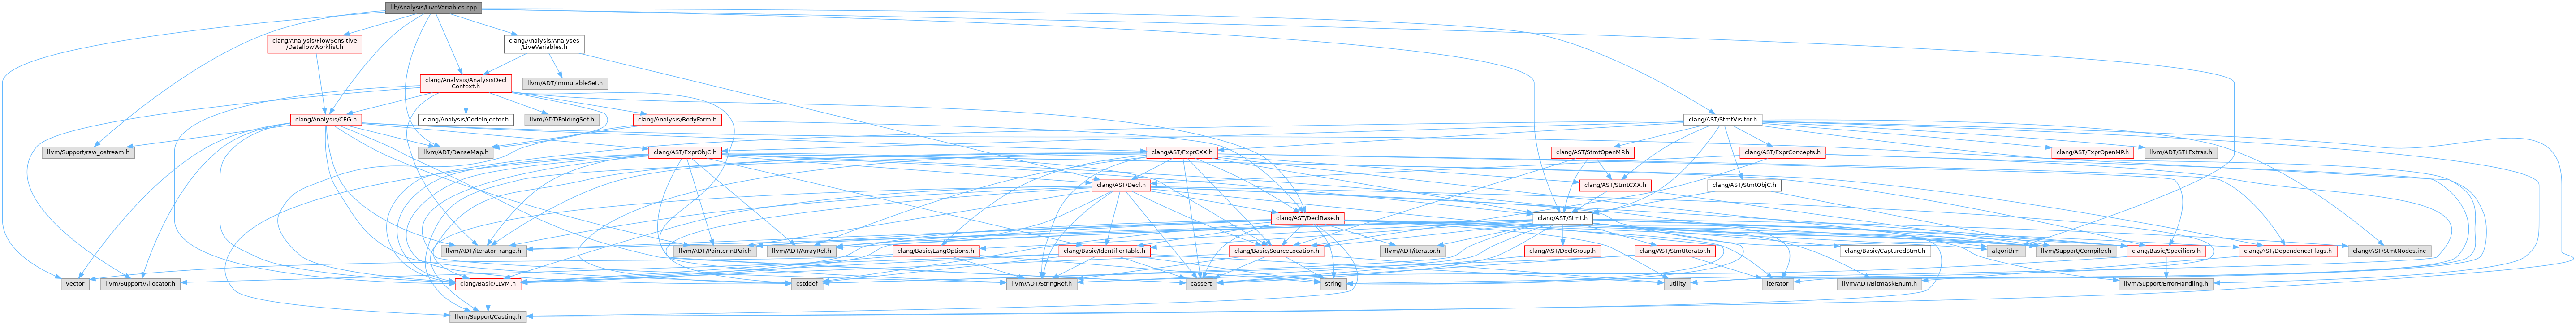 lib/Analysis/LiveVariables.cpp
clang/Analysis/FlowSensitive
/DataflowWorklist.h
clang/Analysis/Analyses
/LiveVariables.h
clang/Analysis/AnalysisDecl
Context.h
llvm/ADT/ImmutableSet.h
clang/Analysis/CFG.h
clang/Analysis/CodeInjector.h
llvm/ADT/FoldingSet.h
clang/Analysis/BodyFarm.h
clang/AST/StmtVisitor.h
llvm/Support/raw_ostream.h
llvm/ADT/DenseMap.h
clang/AST/ExprObjC.h
clang/AST/ExprCXX.h
clang/AST/StmtOpenMP.h
clang/AST/ExprConcepts.h
clang/AST/ExprOpenMP.h
llvm/ADT/STLExtras.h
clang/AST/Decl.h
clang/AST/StmtCXX.h
clang/AST/StmtObjC.h
clang/AST/DeclBase.h
clang/AST/Stmt.h
llvm/ADT/iterator_range.h
llvm/ADT/PointerIntPair.h
llvm/ADT/ArrayRef.h
clang/Basic/LangOptions.h
clang/Basic/IdentifierTable.h
clang/Basic/SourceLocation.h
llvm/ADT/iterator.h
clang/AST/DeclGroup.h
clang/AST/StmtIterator.h
clang/Basic/CapturedStmt.h
algorithm
llvm/Support/Compiler.h
clang/Basic/Specifiers.h
clang/AST/DependenceFlags.h
clang/AST/StmtNodes.inc
vector
llvm/Support/Allocator.h
clang/Basic/LLVM.h
cstddef
llvm/ADT/StringRef.h
cassert
string
utility
iterator
llvm/ADT/BitmaskEnum.h
llvm/Support/ErrorHandling.h
llvm/Support/Casting.h